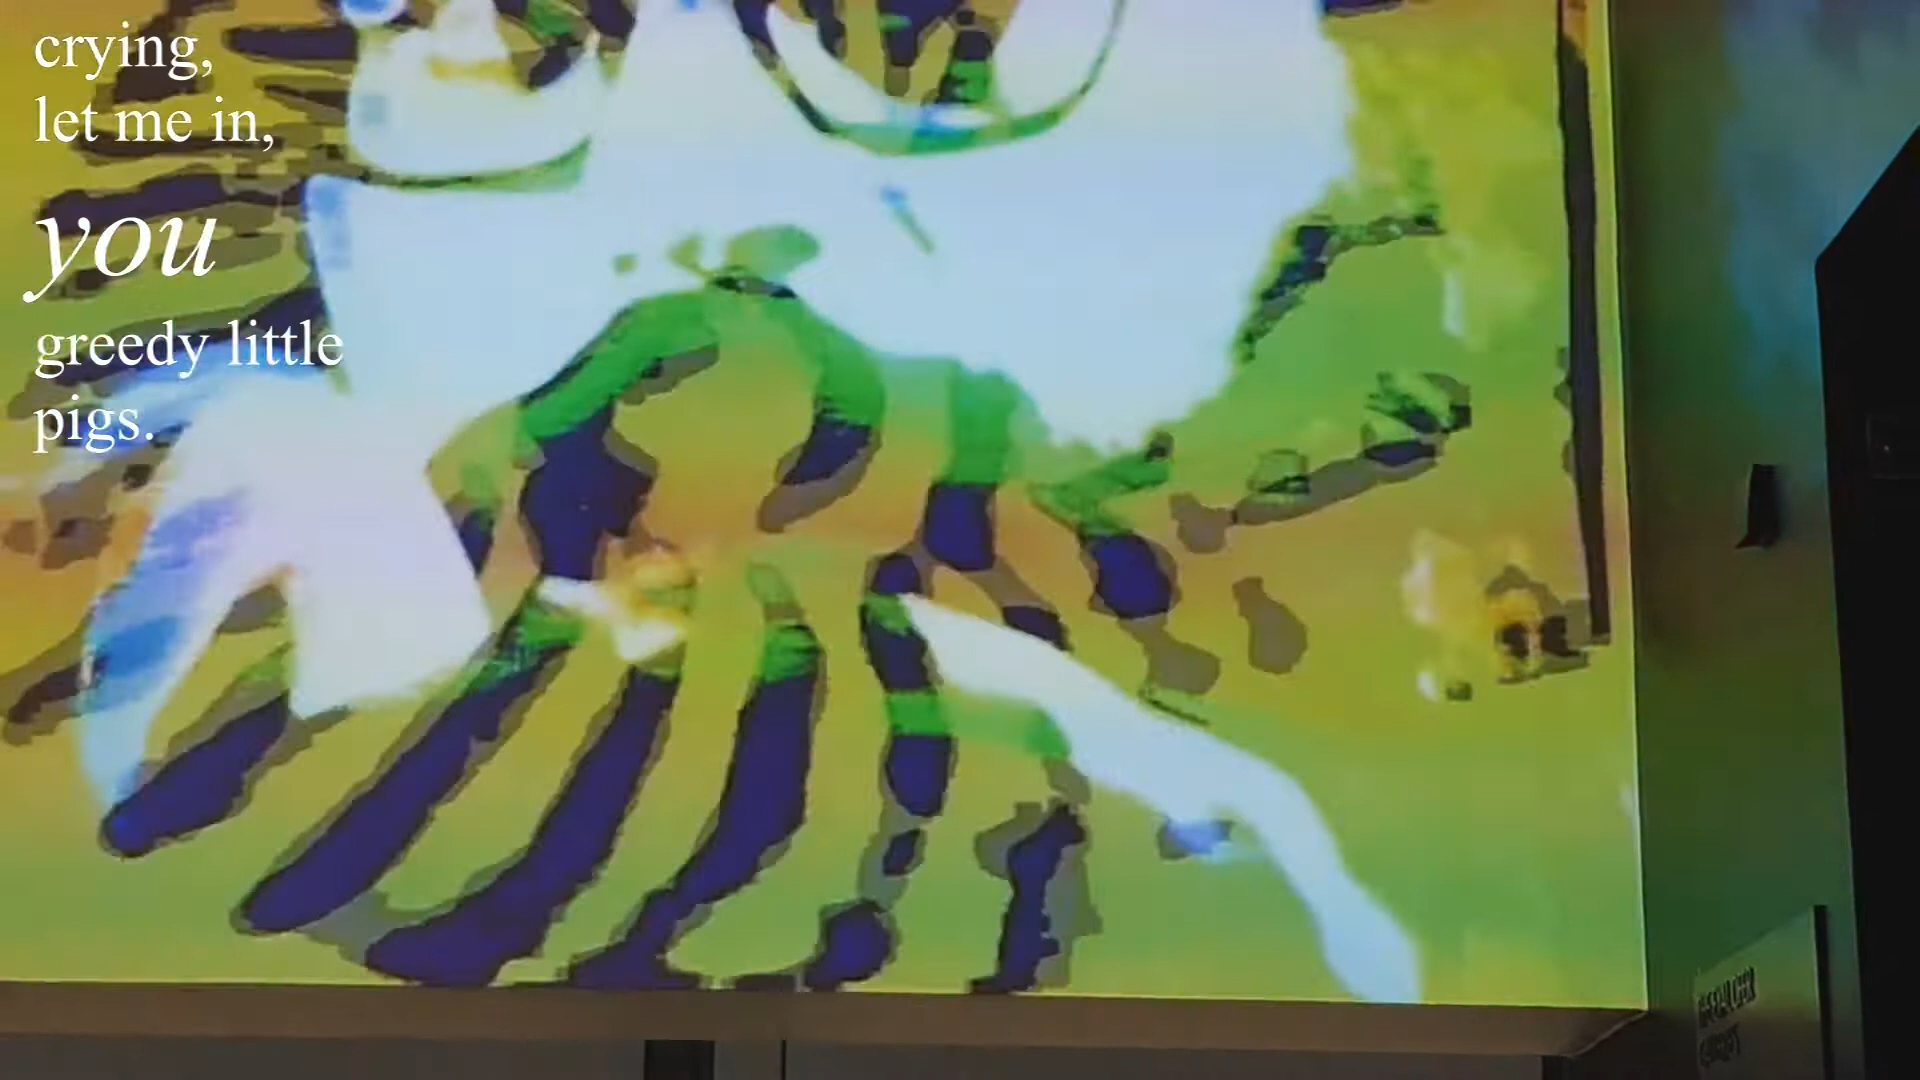 crying,
let me in,
you
greedy little
pigs.